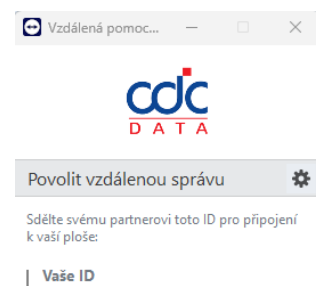 Vzdálená pomoc...
cdc
DATA
Povolit vzdálenou správu
Sdělte svému partnerovi toto ID pro připojení
k vaší ploše:
Vaše ID